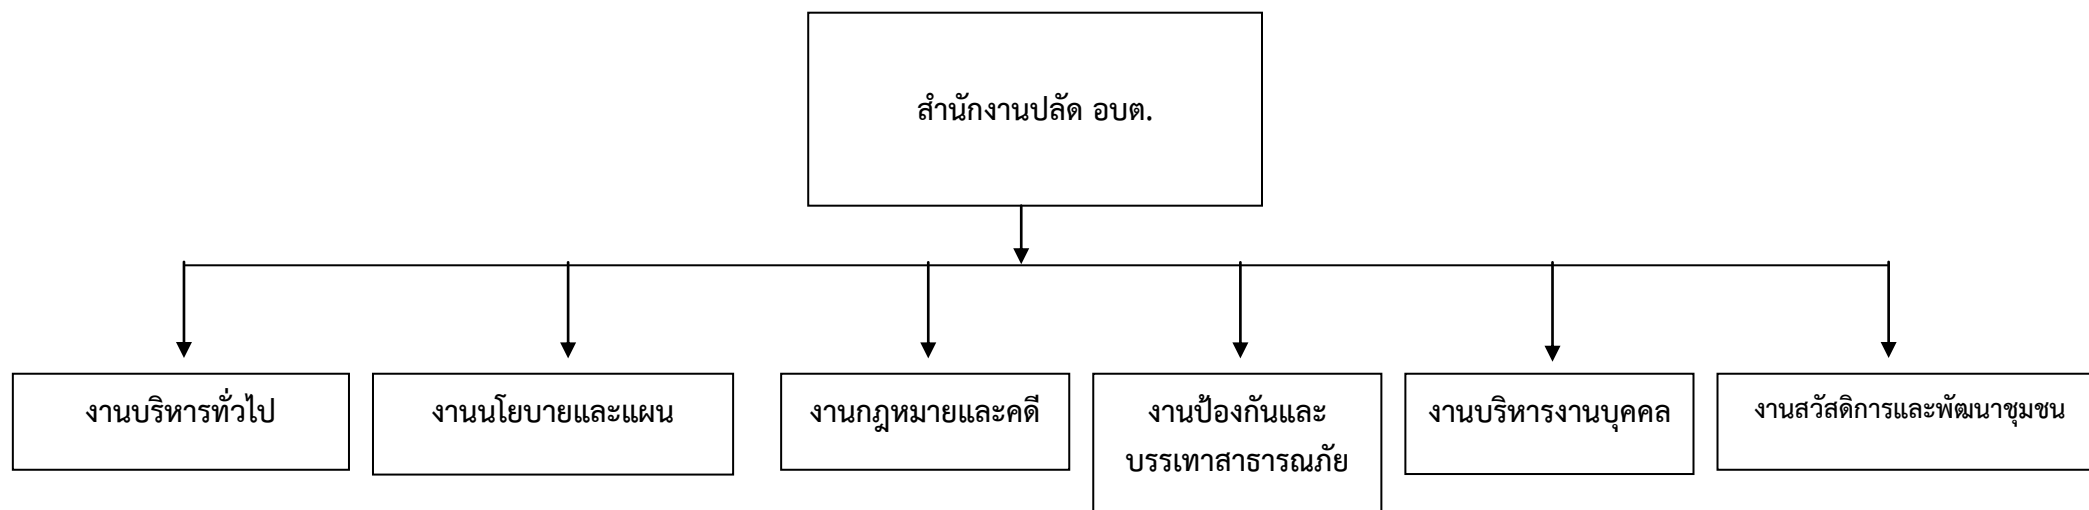 สำนักงานปลัด อบต.
งานบริหารทั่วไป
งานนโยบายและแผน
งานกฎหมายและคดี
งานป้องกันและ
บรรเทาสาธารณภัย
งานบริหารงานบุคคล
งานสวัสดิการและพัฒนาชุมชน